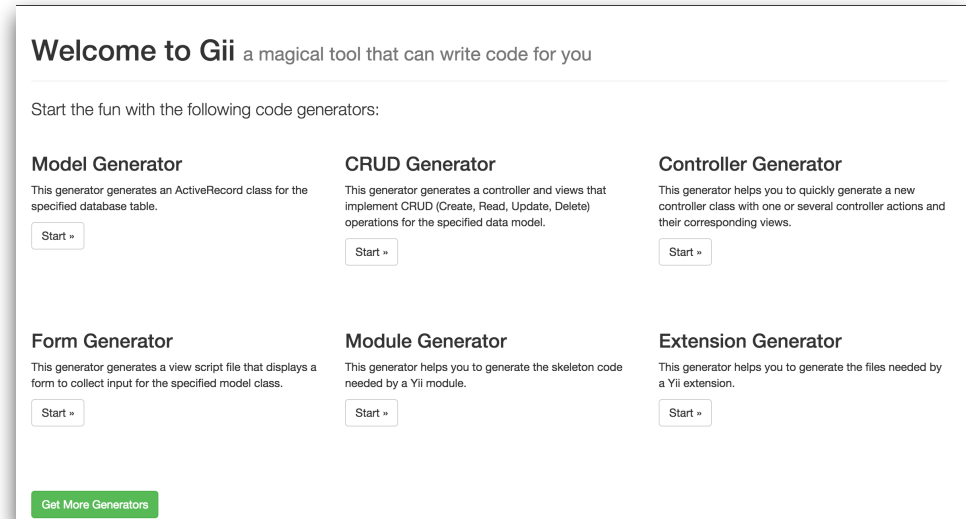 Welcome to Gii a magical tool that can write code for you
Start the fun with the following code generators:
Model Generator
This generator generates an ActiveRecord class for the
specified database table.
Start »
CRUD Generator
This generator generates a controller and views that
implement CRUD (Create, Read, Update, Delete)
operations for the specified data model.
Start »
Controller Generator
This generator helps you to quickly generate a new
controller class with one or several controller actions and
their corresponding views.
Start »
Form Generator
This generator generates a view script file that displays a
form to collect input for the specified model class.
Start »
Module Generator
This generator helps you to generate the skeleton code
needed by a Yii module.
Start »
Extension Generator
This generator helps you to generate the files needed by
a Yii extension.
Start »
Get More Generators